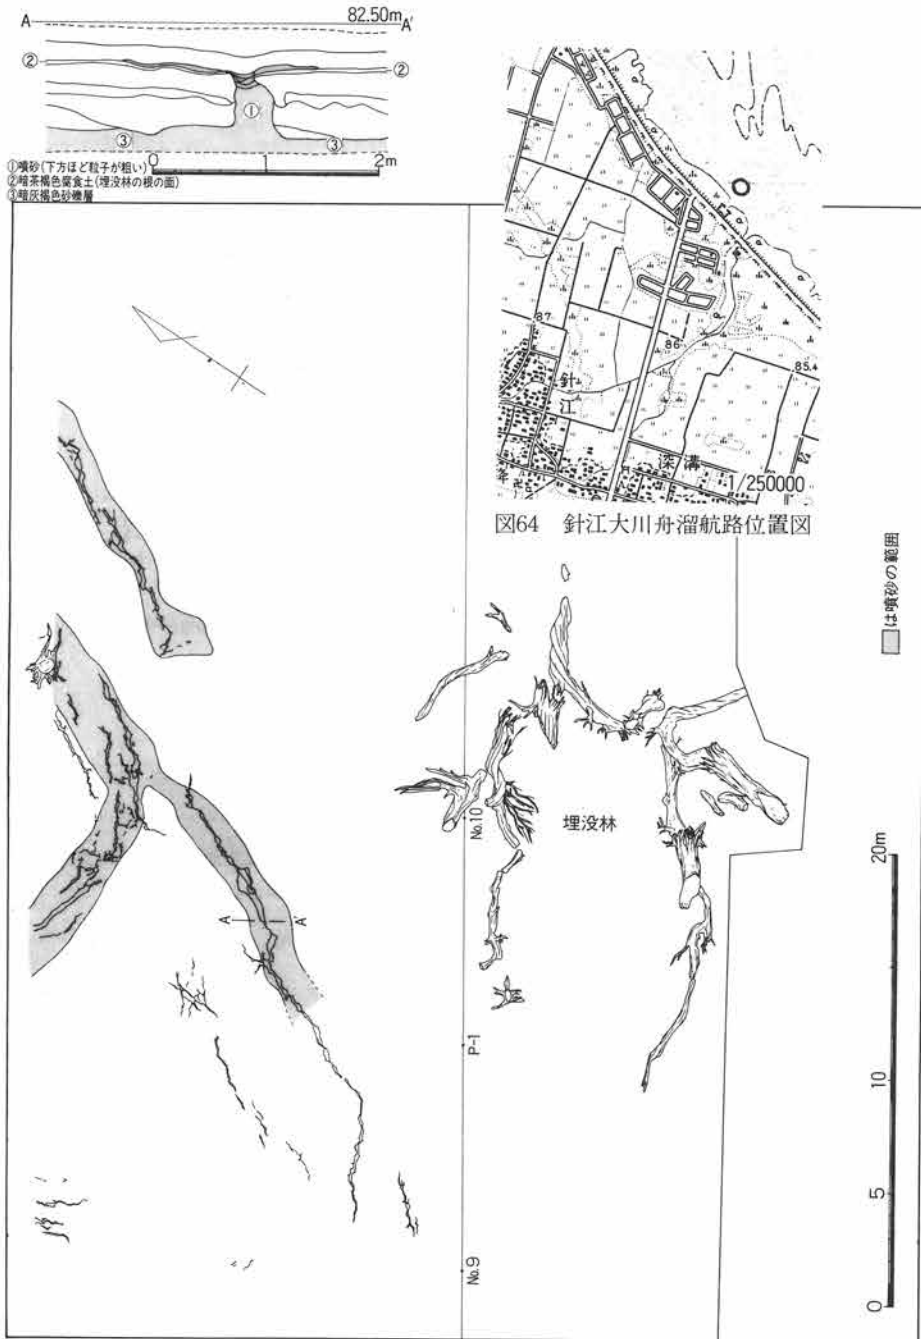 A 82.50m A'
② ②
①
③ ③
0 1 2m
①噴砂(下方ほど粒子が粗い)
②暗茶褐色腐食土(埋没林の根の面)
③暗灰褐色砂礫層
87
86
85.4
針江
深溝
1/250000
図64 針江大川舟溜航路位置図
は噴砂の範囲
埋没林
No.10
A A'
P-1
No.9
20m
10
5
0